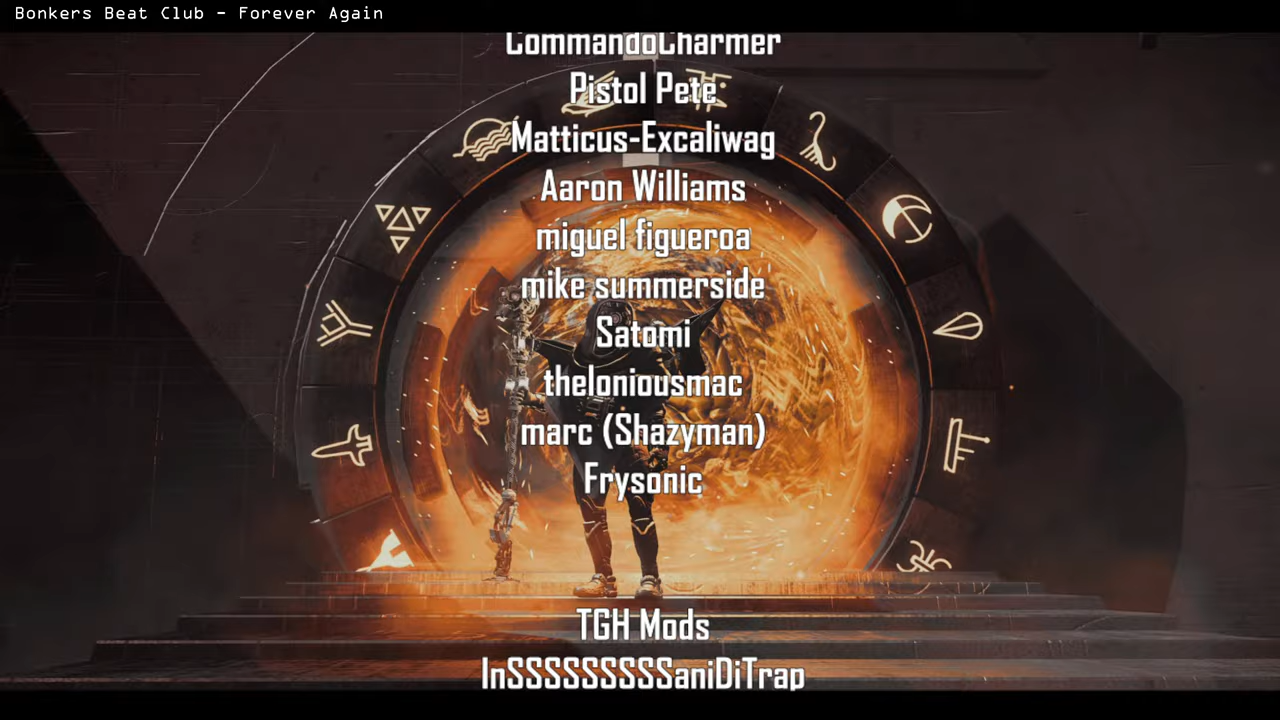 Bonkers Beat Club - Forever Again
CommandoCharmer
Pistol Pete
Matticus-Excaliwag
Aaron Williams
miguel figueroa
mike summerside
Satomi
theloniousmac
marc (Shazyman)
Frysonic
TGH Mods
InSSSSSSSSSaniDiTrap